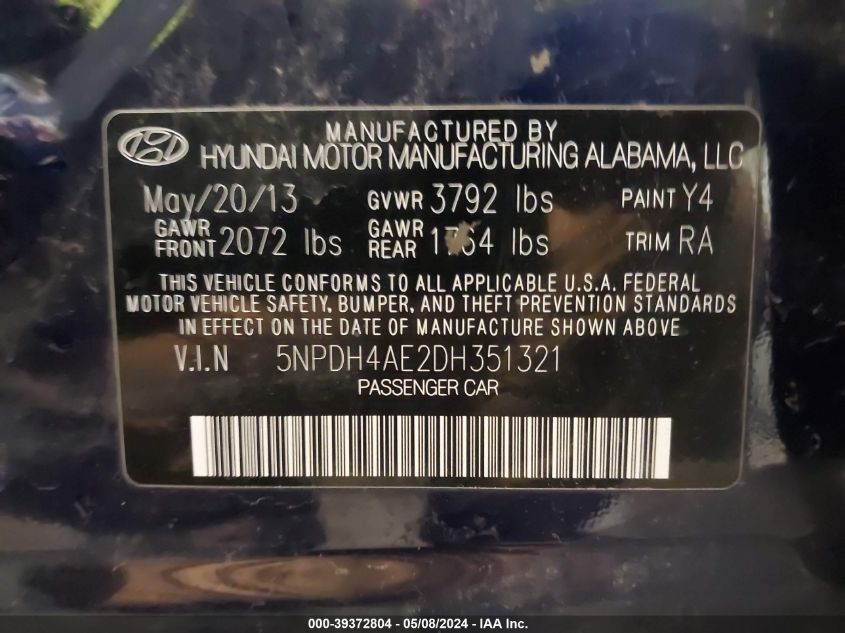 MANUFACTURED BY
HYUNDAI MOTOR MANUFACTURING ALABAMA, LLC
May/20/13 GVWR 3792 lbs PAINT Y4
GAWR FRONT 2072 lbs GAWR REAR lbs TRIM RA
THIS VEHICLE CONFORMS TO ALL APPLICABLE U.S.A. FEDERAL
MOTOR VEHICLE SAFETY, BUMPER, AND THEFT PREVENTION STANDARDS
IN EFFECT ON THE DATE OF MANUFACTURE SHOWN ABOVE
V.I.N 5NPDH4AE2DH351321
PASSENGER CAR
000-39372804 - 05/08/2024 - IAA Inc.